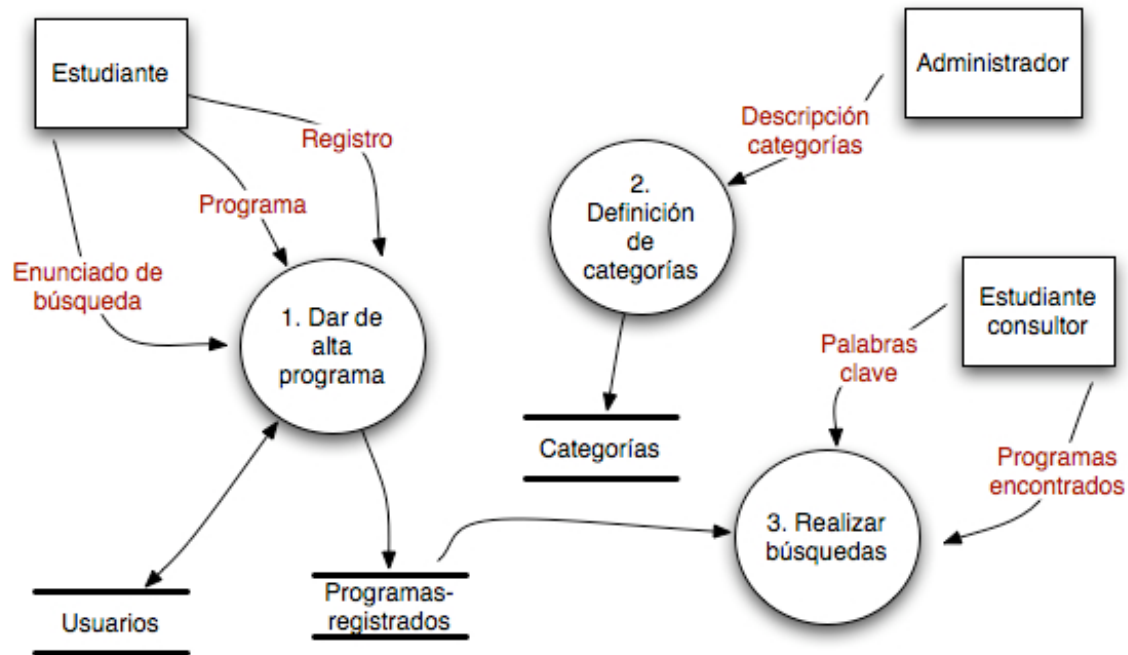 Estudiante
Administrador
Registro
Descripción
categorías
Programa
2.
Definición
de
categorías
Enunciado de
búsqueda
Estudiante
consultor
1. Dar de
alta
programa
Palabras
clave
Categorías
Programas
encontrados
3. Realizar
búsquedas
Usuarios
Programas-
registrados